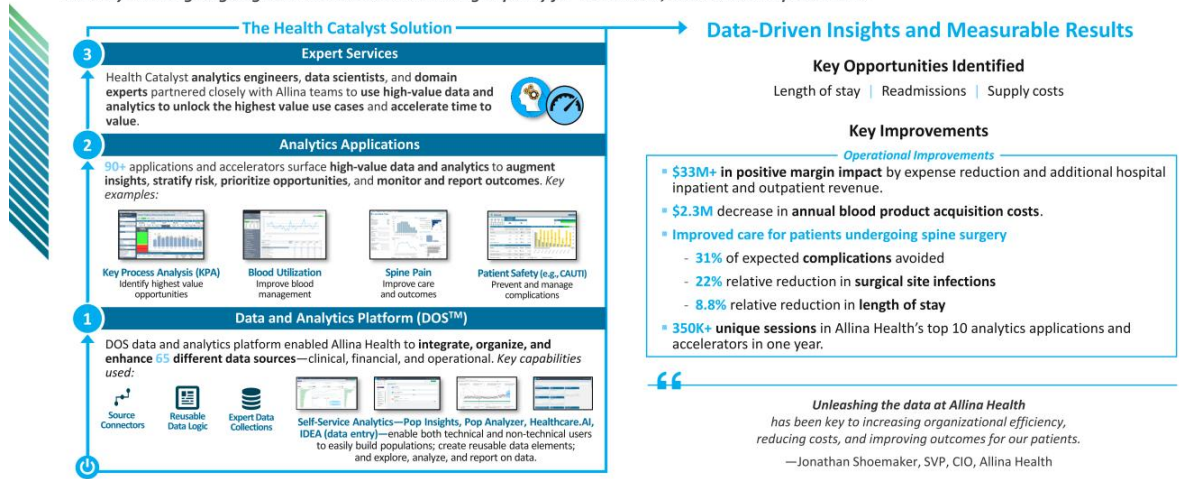 The Health Catalyst Solution
3
Expert Services
Health Catalyst analytics engineers, data scientists, and domain
experts partnered closely with Allina teams to use high-value data and
analytics to unlock the highest value use cases and accelerate time to
value.
2
Analytics Applications
90+ applications and accelerators surface high-value data and analytics to augment
insights, stratify risk, prioritize opportunities, and monitor and report outcomes. Key
examples:
Key Process Analysis (KPA)
Identify highest value
opportunities
Blood Utilization
Improve blood
management
Spine Pain
Improve care
and outcomes
Patient Safety (e.g., CAUTI)
Prevent and manage
complications
1
Data and Analytics Platform (DOS™)
DOS data and analytics platform enabled Allina Health to integrate, organize, and
enhance 65 different data sources—clinical, financial, and operational. Key capabilities
used:
Source
Connectors
Reusable
Data Logic
Expert Data
Collections
Self-Service Analytics—Pop Insights, Pop Analyzer, Healthcare.AI,
IDEA (data entry)—enable both technical and non-technical users
to easily build populations; create reusable data elements;
and explore, analyze, and report on data.
Data-Driven Insights and Measurable Results
Key Opportunities Identified
Length of stay | Readmissions | Supply costs
Key Improvements
Operational Improvements
▪ $33M+ in positive margin impact by expense reduction and additional hospital
inpatient and outpatient revenue.
▪ $2.3M decrease in annual blood product acquisition costs.
▪ Improved care for patients undergoing spine surgery
- 31% of expected complications avoided
- 22% relative reduction in surgical site infections
- 8.8% relative reduction in length of stay
▪ 350K+ unique sessions in Allina Health's top 10 analytics applications and
accelerators in one year.
“
Unleashing the data at Allina Health
has been key to increasing organizational efficiency,
reducing costs, and improving outcomes for our patients.
—Jonathan Shoemaker, SVP, CIO, Allina Health